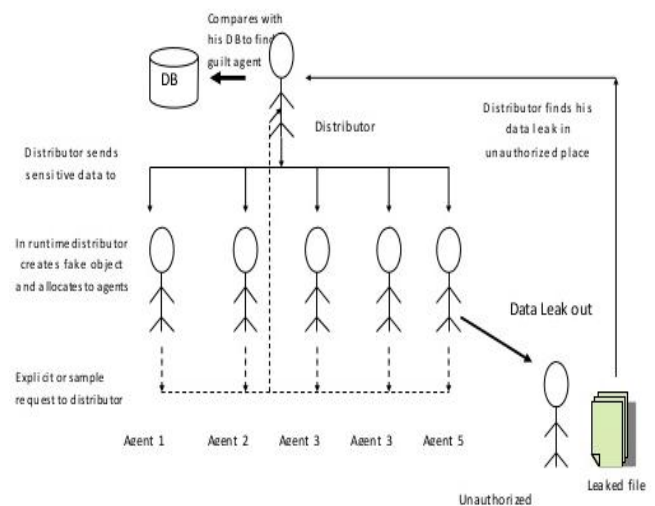 Compares with
his DB to find
guilt agent
DB
Distributor
Distributor finds his
data leak in
unauthorized place
Distributor sends
sensitive data to
In runtime distributor
creates fake object
and allocates to agents
Data Leak out
Explicit or sample
request to distributor
Agent 1
Agent 2
Agent 3
Agent 3
Agent 5
Leaked file
Unauthorized